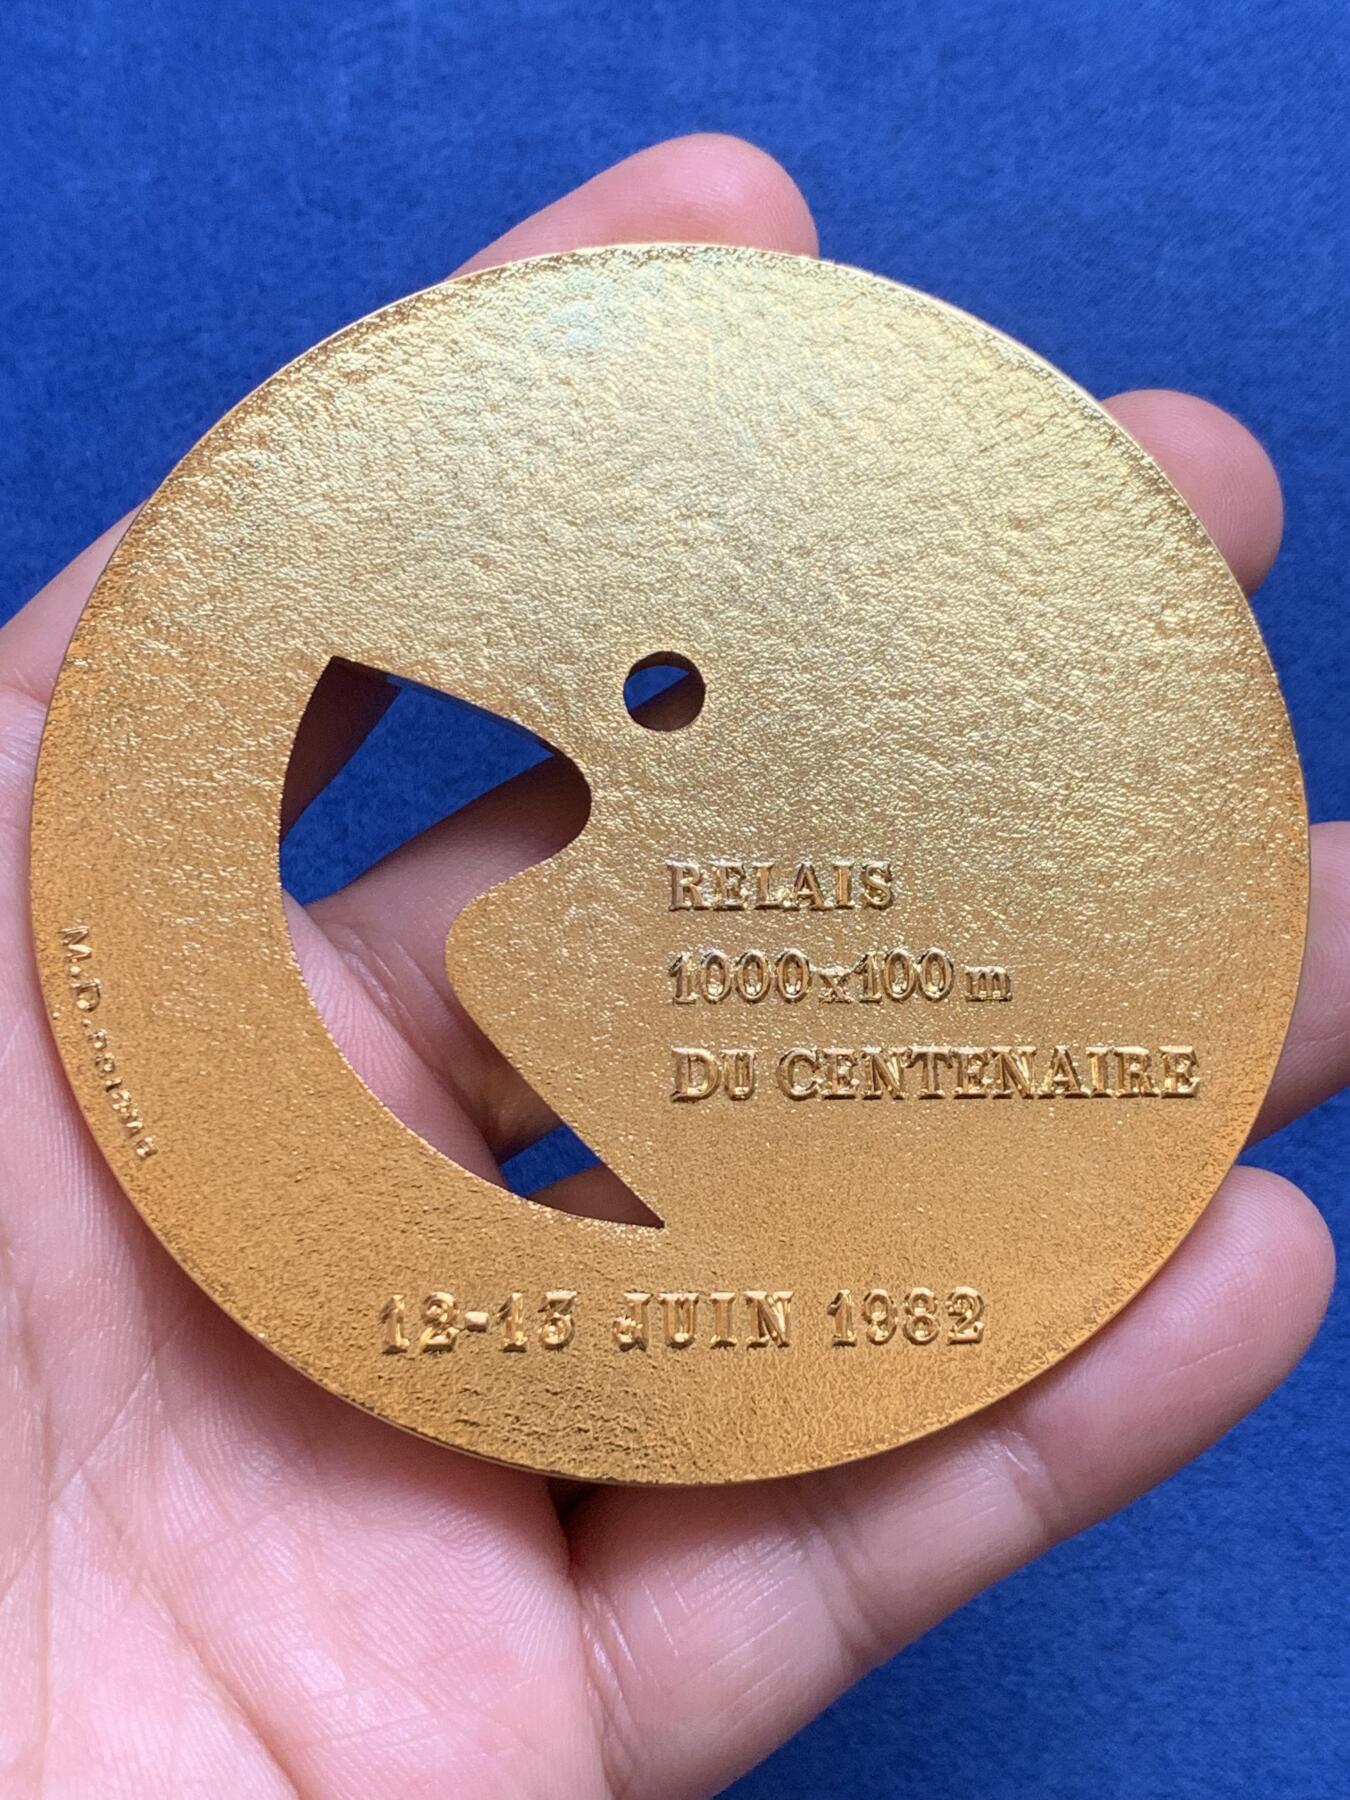 RELAIS
1000x100 m
DU CENTENAIRE
12-13 JUIN 1982